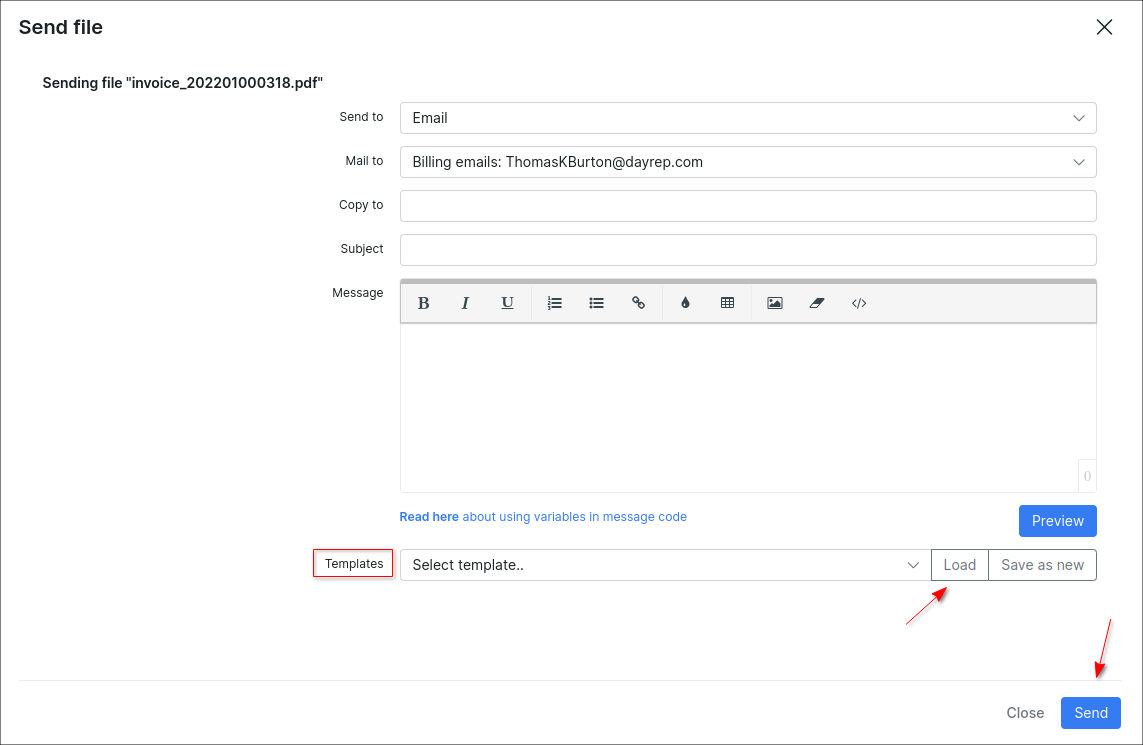 Send file
Sending file "invoice_202201000318.pdf"
Send to Email
Mail to Billing emails: ThomasKBurton@dayrep.com
Copy to
Subject
Message B I U </>
0
Read here about using variables in message code
Preview
Templates Select template.. Load Save as new
Close Send